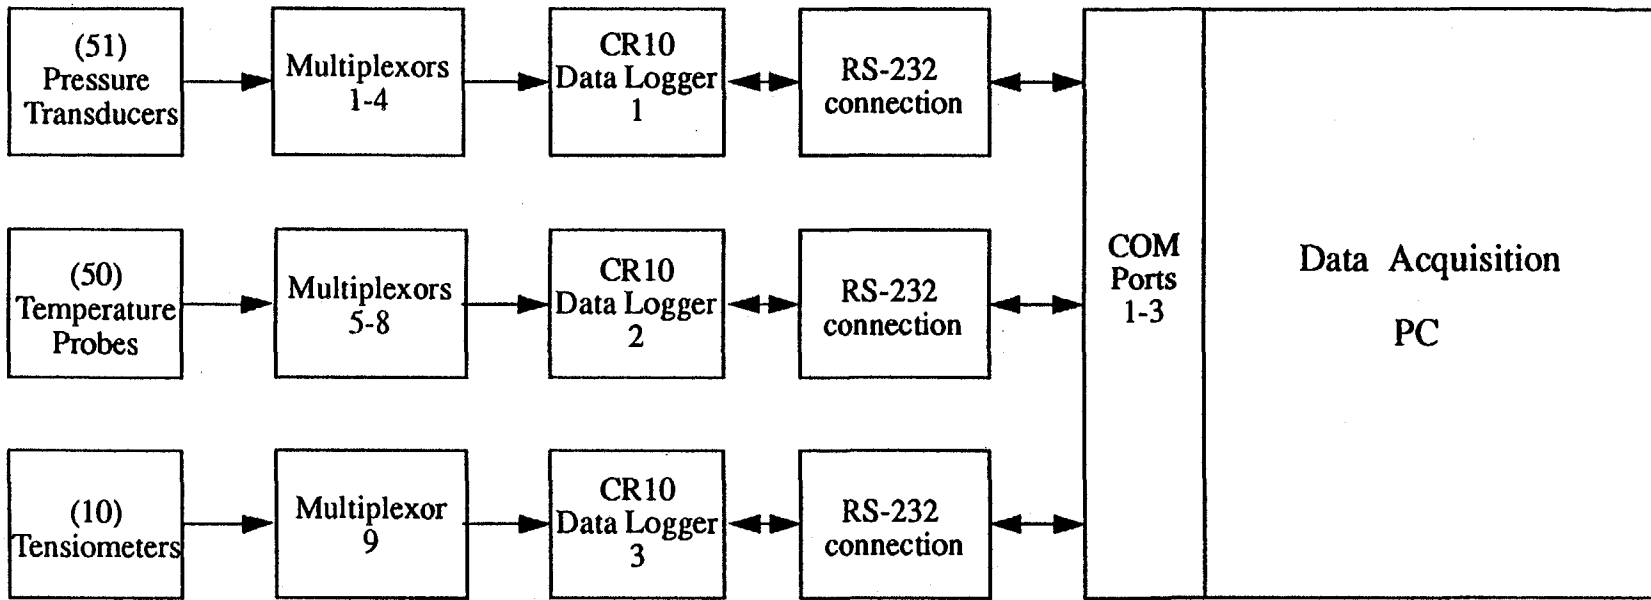 (51)
Pressure
Transducers
Multiplexors
1-4
CR10
Data Logger
1
RS-232
connection
(50)
Temperature
Probes
Multiplexors
5-8
CR10
Data Logger
2
RS-232
connection
(10)
Tensiometers
Multiplexor
9
CR10
Data Logger
3
RS-232
connection
COM
Ports
1-3
Data Acquisition
PC